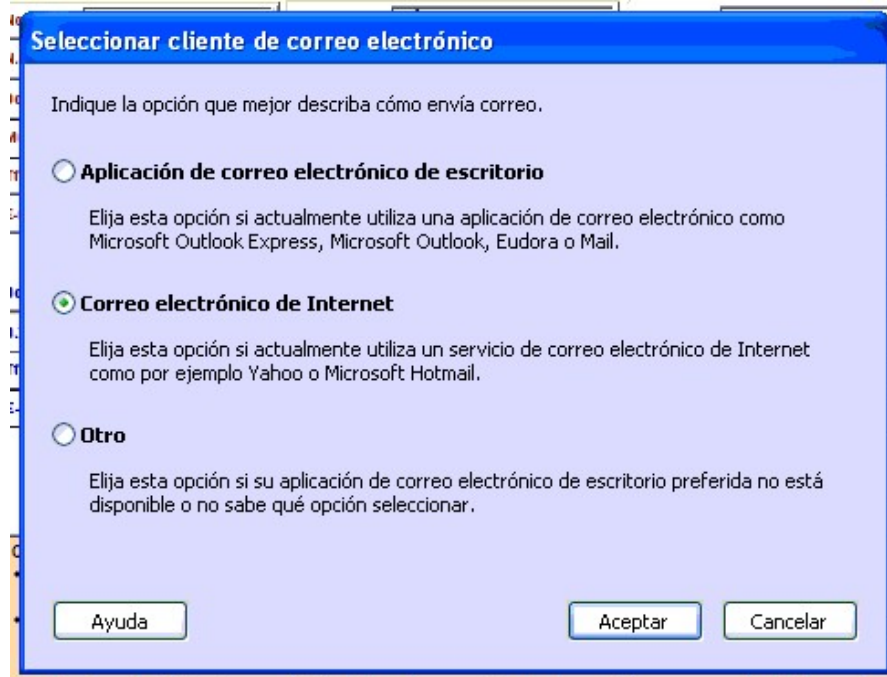 Seleccionar cliente de correo electrónico
Indique la opción que mejor describa cómo envía correo.
Aplicación de correo electrónico de escritorio
Elija esta opción si actualmente utiliza una aplicación de correo electrónico como
Microsoft Outlook Express, Microsoft Outlook, Eudora o Mail.
Correo electrónico de Internet
Elija esta opción si actualmente utiliza un servicio de correo electrónico de Internet
como por ejemplo Yahoo o Microsoft Hotmail.
Otro
Elija esta opción si su aplicación de correo electrónico de escritorio preferida no está
disponible o no sabe qué opción seleccionar.
Ayuda Aceptar Cancelar